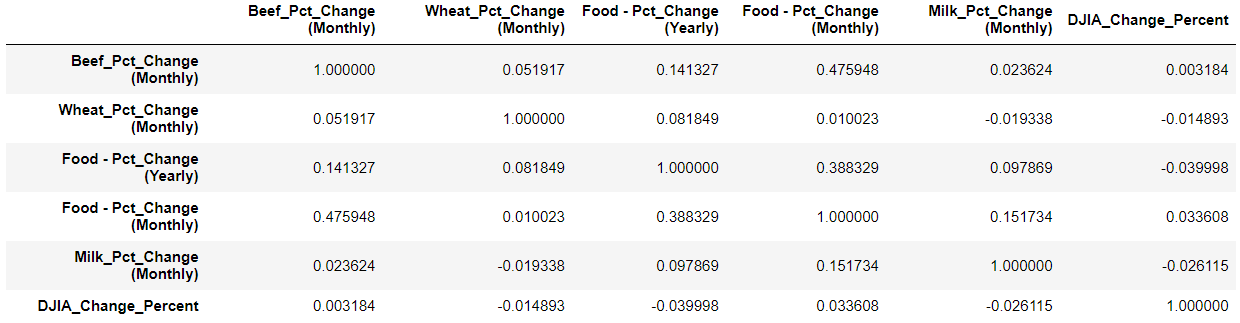 Beef_Pct_Change (Monthly) Wheat_Pct_Change (Monthly) Food - Pct_Change (Yearly) Food - Pct_Change (Monthly) Milk_Pct_Change (Monthly) DJIA_Change_Percent
Beef_Pct_Change (Monthly) 1.000000 0.051917 0.141327 0.475948 0.023624 0.003184
Wheat_Pct_Change (Monthly) 0.051917 1.000000 0.081849 0.010023 -0.019338 -0.014893
Food - Pct_Change (Yearly) 0.141327 0.081849 1.000000 0.388329 0.097869 -0.039998
Food - Pct_Change (Monthly) 0.475948 0.010023 0.388329 1.000000 0.151734 0.033608
Milk_Pct_Change (Monthly) 0.023624 -0.019338 0.097869 0.151734 1.000000 -0.026115
DJIA_Change_Percent 0.003184 -0.014893 -0.039998 0.033608 -0.026115 1.000000